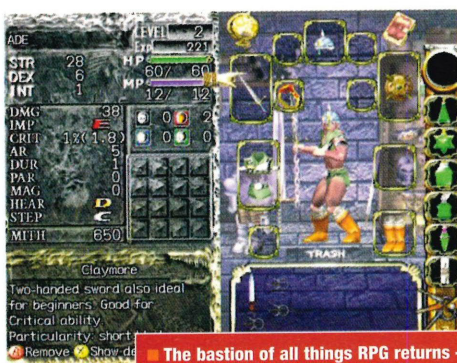 ADE
LEVEL 2
Exp 221
STR 28
DEX 6
INT 1
HP
60/ 60
MP
12/ 12
DMG 38
IMP E
CRIT 1%(1.8)
AR 5
DUR 1
PAR 0
MAG 0
HEAR D
STEP C
MITH 650
0 2
0 0
TRASH
Claymore
Two-handed sword also ideal
for beginners. Good for
Critical ability.
Particularity: short
A Remove Y Show de
■ The bastion of all things RPG returns -